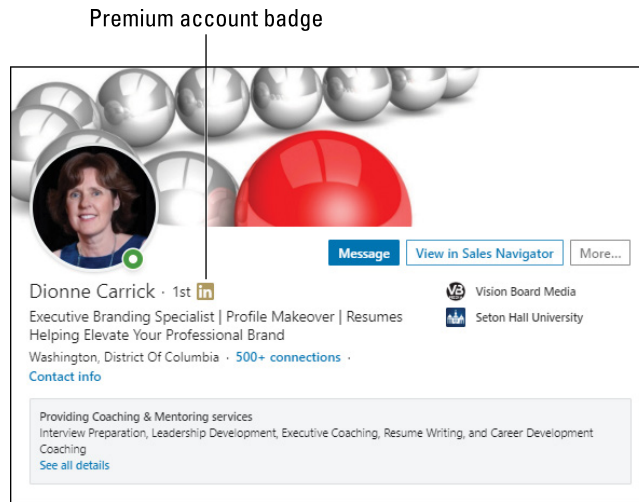 Premium account badge
Message
View in Sales Navigator
More...
Dionne Carrick · 1st in
Executive Branding Specialist | Profile Makeover | Resumes
Helping Elevate Your Professional Brand
Washington, District Of Columbia · 500+ connections ·
Contact info
VB Vision Board Media
Seton Hall University
Providing Coaching & Mentoring services
Interview Preparation, Leadership Development, Executive Coaching, Resume Writing, and Career Development
Coaching
See all details